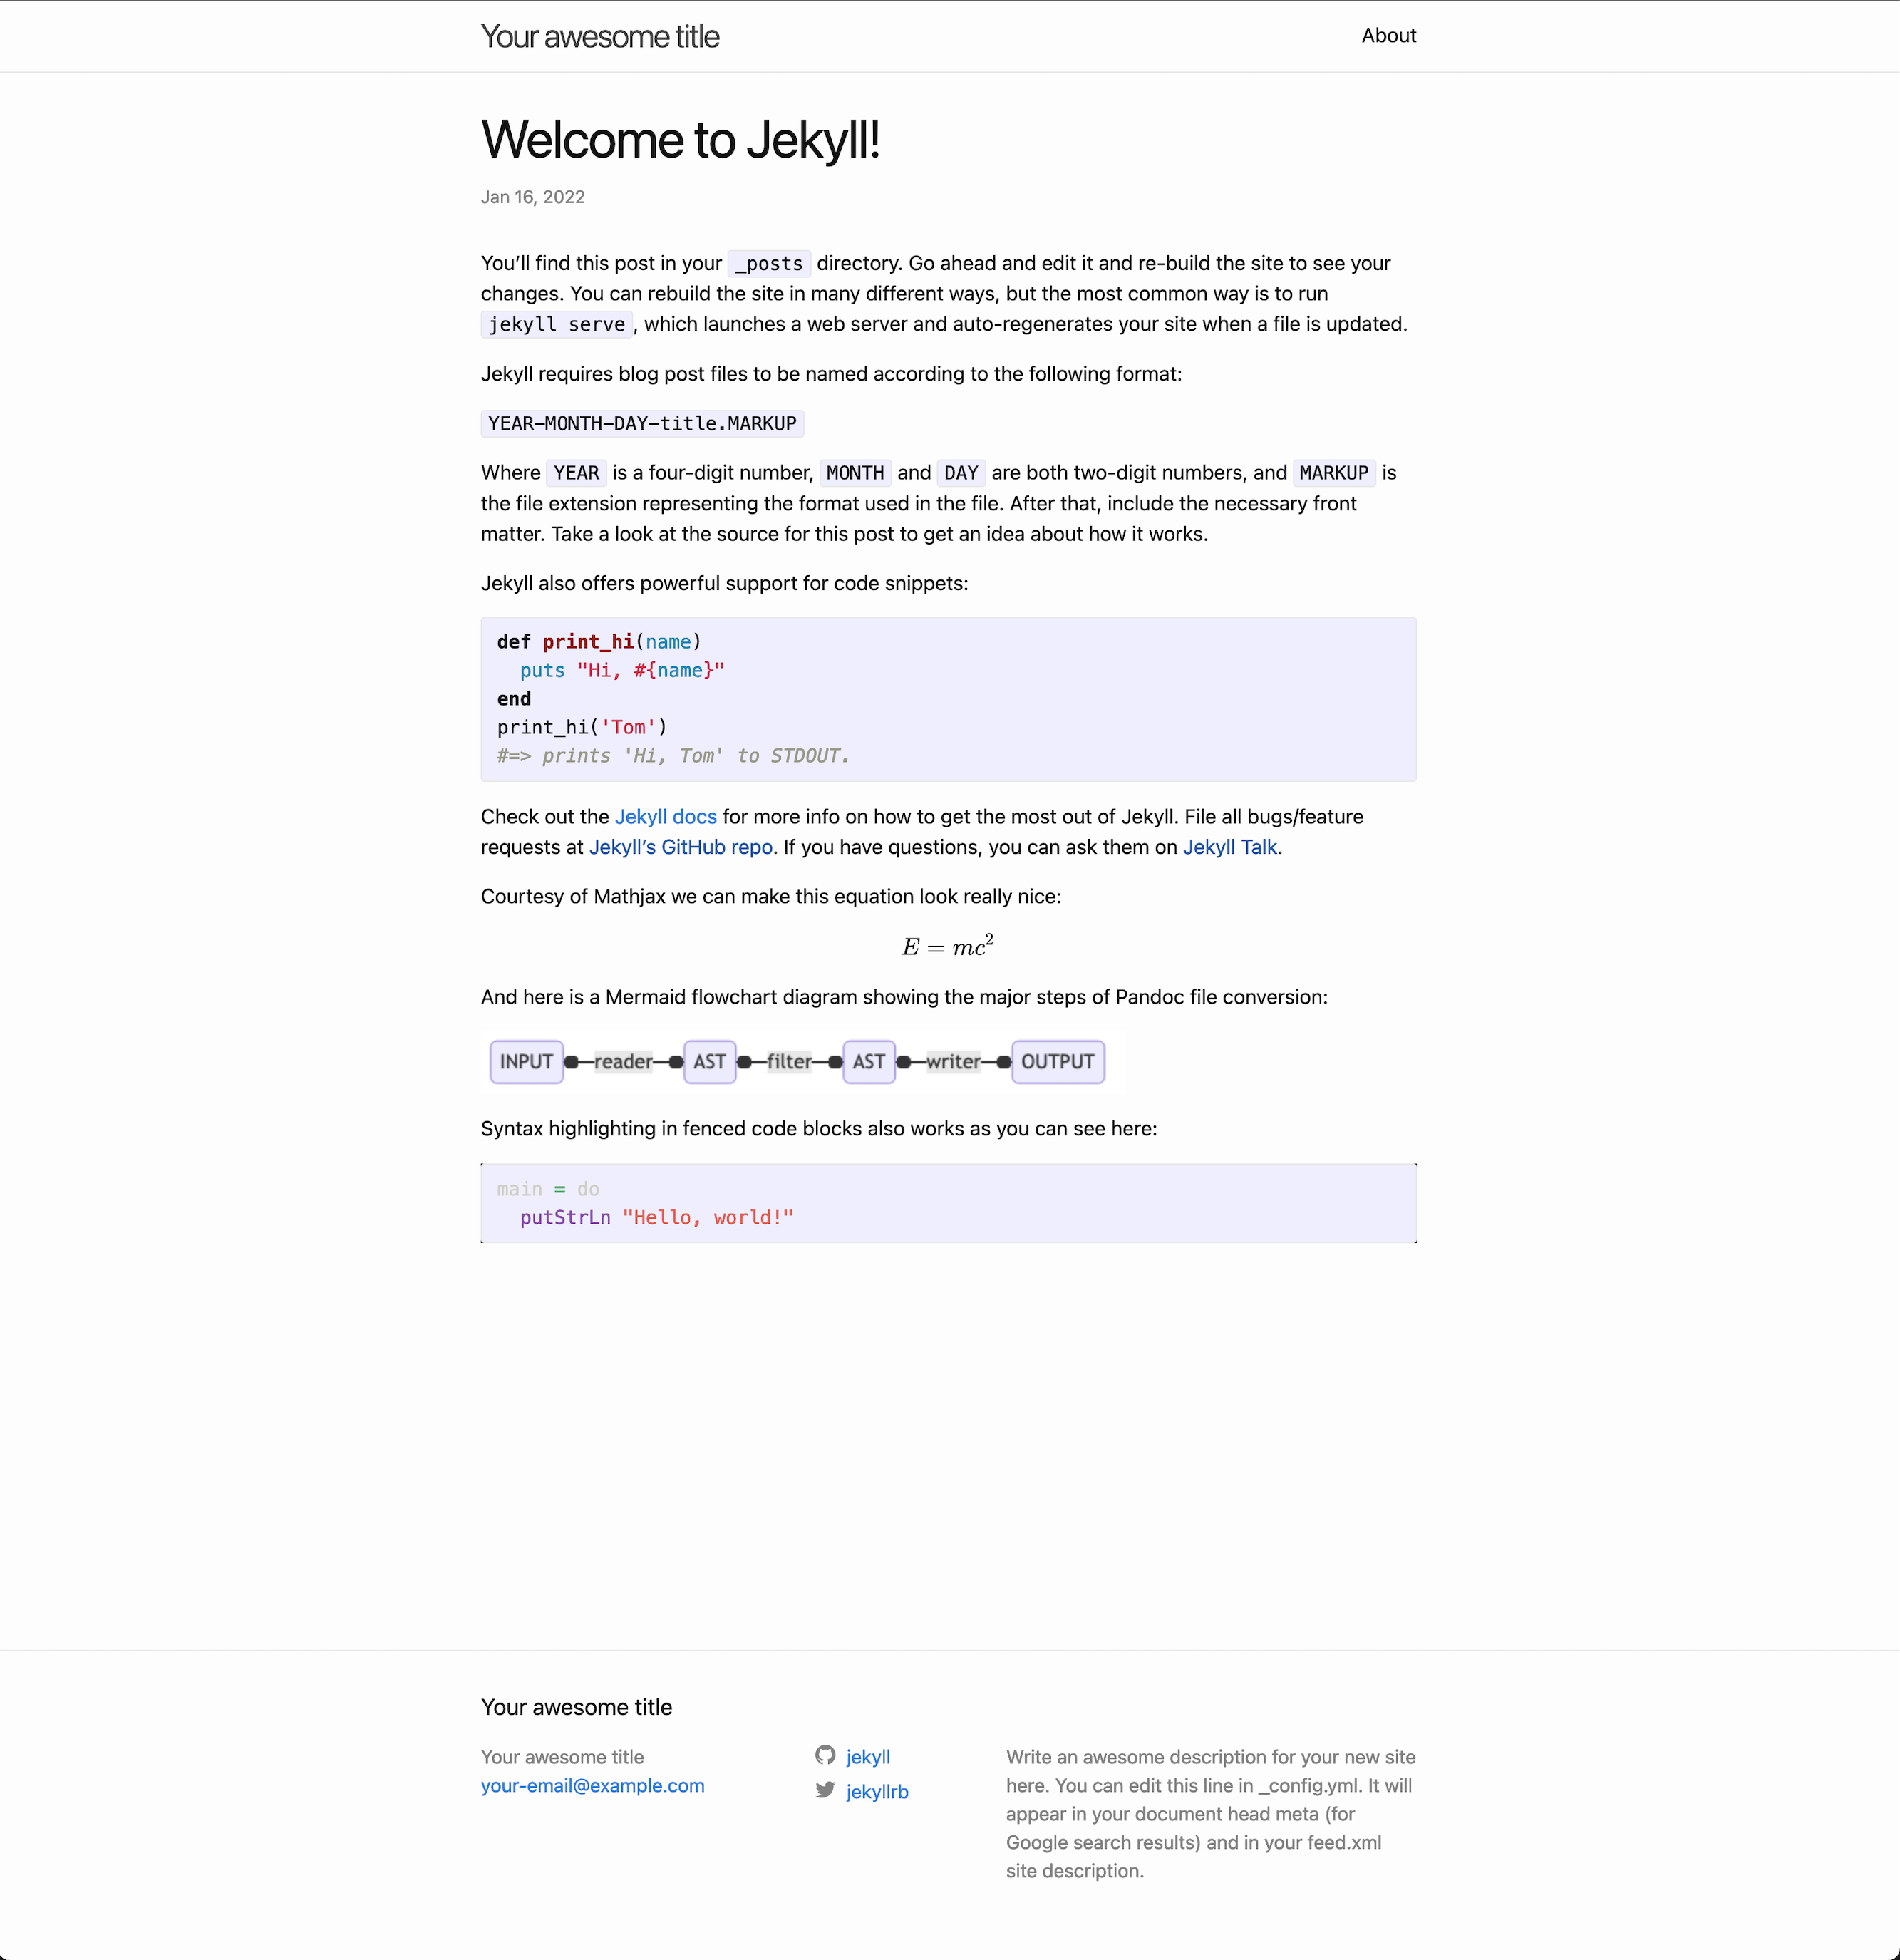 Your awesome title
About
Welcome to Jekyll!
Jan 16, 2022
You’ll find this post in your _posts directory. Go ahead and edit it and re-build the site to see your
changes. You can rebuild the site in many different ways, but the most common way is to run
jekyll serve, which launches a web server and auto-regenerates your site when a file is updated.
Jekyll requires blog post files to be named according to the following format:
YEAR-MONTH-DAY-title.MARKUP
Where YEAR is a four-digit number, MONTH and DAY are both two-digit numbers, and MARKUP is
the file extension representing the format used in the file. After that, include the necessary front
matter. Take a look at the source for this post to get an idea about how it works.
Jekyll also offers powerful support for code snippets:
def print_hi(name)
  puts "Hi, #{name}"
end
print_hi('Tom')
#=> prints 'Hi, Tom' to STDOUT.
Check out the Jekyll docs for more info on how to get the most out of Jekyll. File all bugs/feature
requests at Jekyll’s GitHub repo. If you have questions, you can ask them on Jekyll Talk.
Courtesy of Mathjax we can make this equation look really nice:
E = mc²
And here is a Mermaid flowchart diagram showing the major steps of Pandoc file conversion:
INPUT reader AST filter AST writer OUTPUT
Syntax highlighting in fenced code blocks also works as you can see here:
main = do
  putStrLn "Hello, world!"
Your awesome title
Your awesome title
your-email@example.com
jekyll
jekyllrb
Write an awesome description for your new site
here. You can edit this line in _config.yml. It will
appear in your document head meta (for
Google search results) and in your feed.xml
site description.